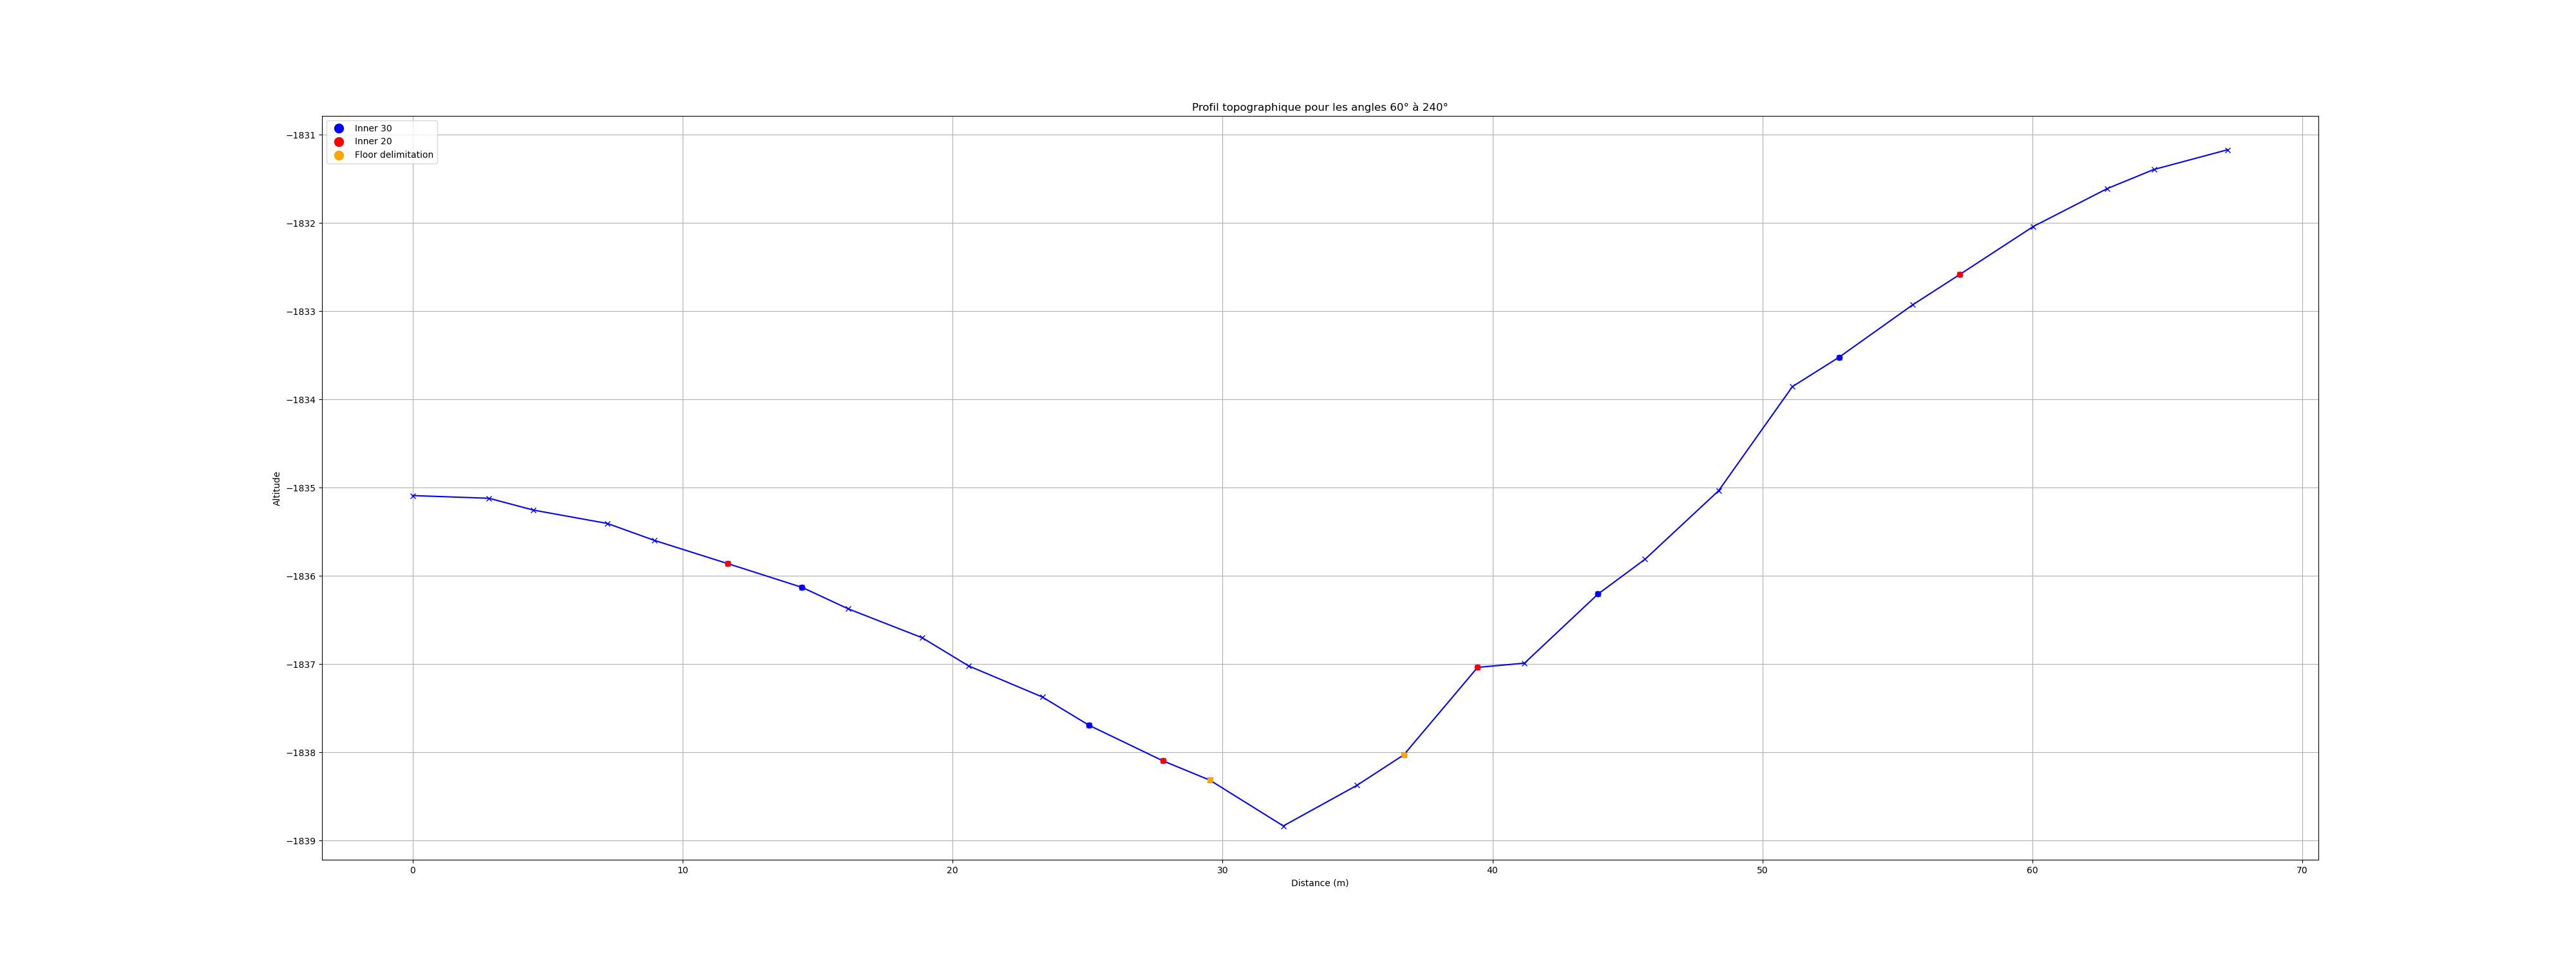 Profil topographique pour les angles 60° à 240°
Inner 30
Inner 20
Floor delimitation
−1831
−1832
−1833
−1834
−1835
−1836
−1837
−1838
−1839
Altitude
0 10 20 30 40 50 60 70
Distance (m)